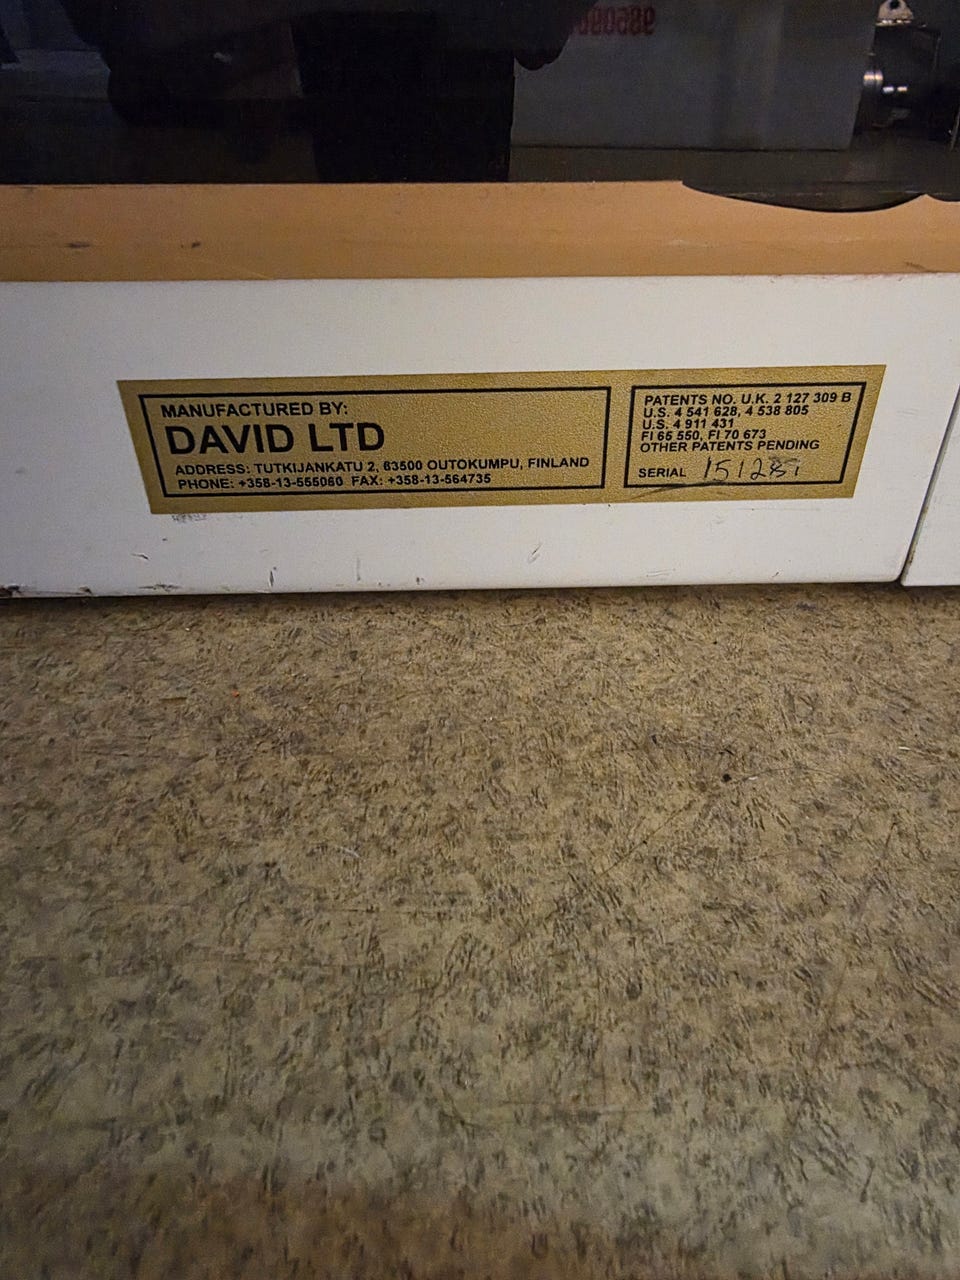 MANUFACTURED BY:
DAVID LTD
ADDRESS: TUTKIJANKATU 2, 83500 OUTOKUMPU, FINLAND
PHONE: +358-13-555060 FAX: +358-13-564735
PATENTS NO. U.K. 2 127 309 B
U.S. 4 541 628, 4 538 805
U.S. 4 911 431
FI 65 550, FI 70 673
OTHER PATENTS PENDING
SERIAL